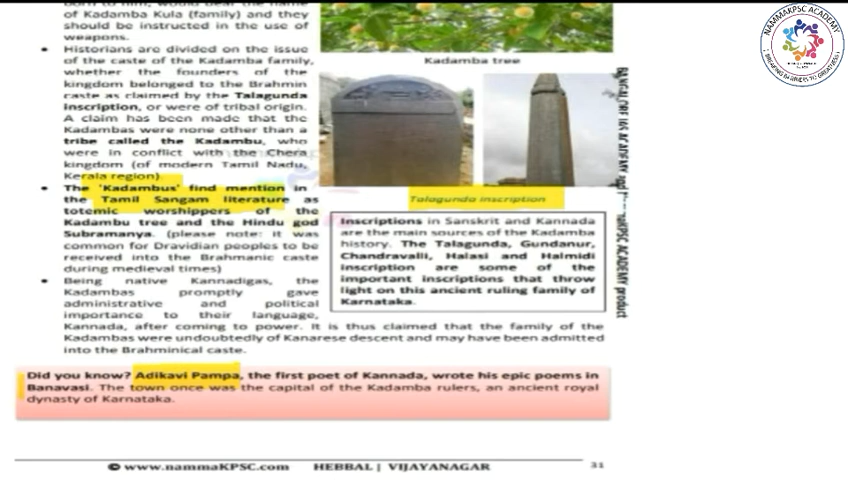 of Kadamba Kula (family) and they
should be instructed in the use of
weapons.
• Historians are divided on the issue
of the caste of the Kadamba family,
whether the founders of the
kingdom belonged to the Brahmin
caste as claimed by the Talagunda
inscription, or were of tribal origin.
A claim has been made that the
Kadambas were none other than a
tribe called the Kadambu, who
were in conflict with the Chera
kingdom (of modern Tamil Nadu,
Kerala region)
• The 'Kadambus' find mention in
the Tamil Sangam literature as
totemic worshippers of the
Kadambu tree and the Hindu god
Subramanya. (please note: it was
common for Dravidian peoples to be
received into the Brahmanic caste
during medieval times)
• Being native Kannadigas, the
Kadambas promptly gave
administrative and political
importance to their language,
Kannada, after coming to power. It is thus claimed that the family of the
Kadambas were undoubtedly of Kanarese descent and may have been admitted
into the Brahminical caste.
Kadamba tree
Talagunda inscription
Inscriptions in Sanskrit and Kannada
are the main sources of the Kadamba
history. The Talagunda, Gundanur,
Chandravalli, Halasi and Halmidi
inscription are some of the
important inscriptions that throw
light on this ancient ruling family of
Karnataka.
Did you know? Adikavi Pampa, the first poet of Kannada, wrote his epic poems in
Banavasi. The town once was the capital of the Kadamba rulers, an ancient royal
dynasty of Karnataka.
© www.nammaKPSC.com HEBBAL | VIJAYANAGAR 31
NAMMAKPSC ACADEMY